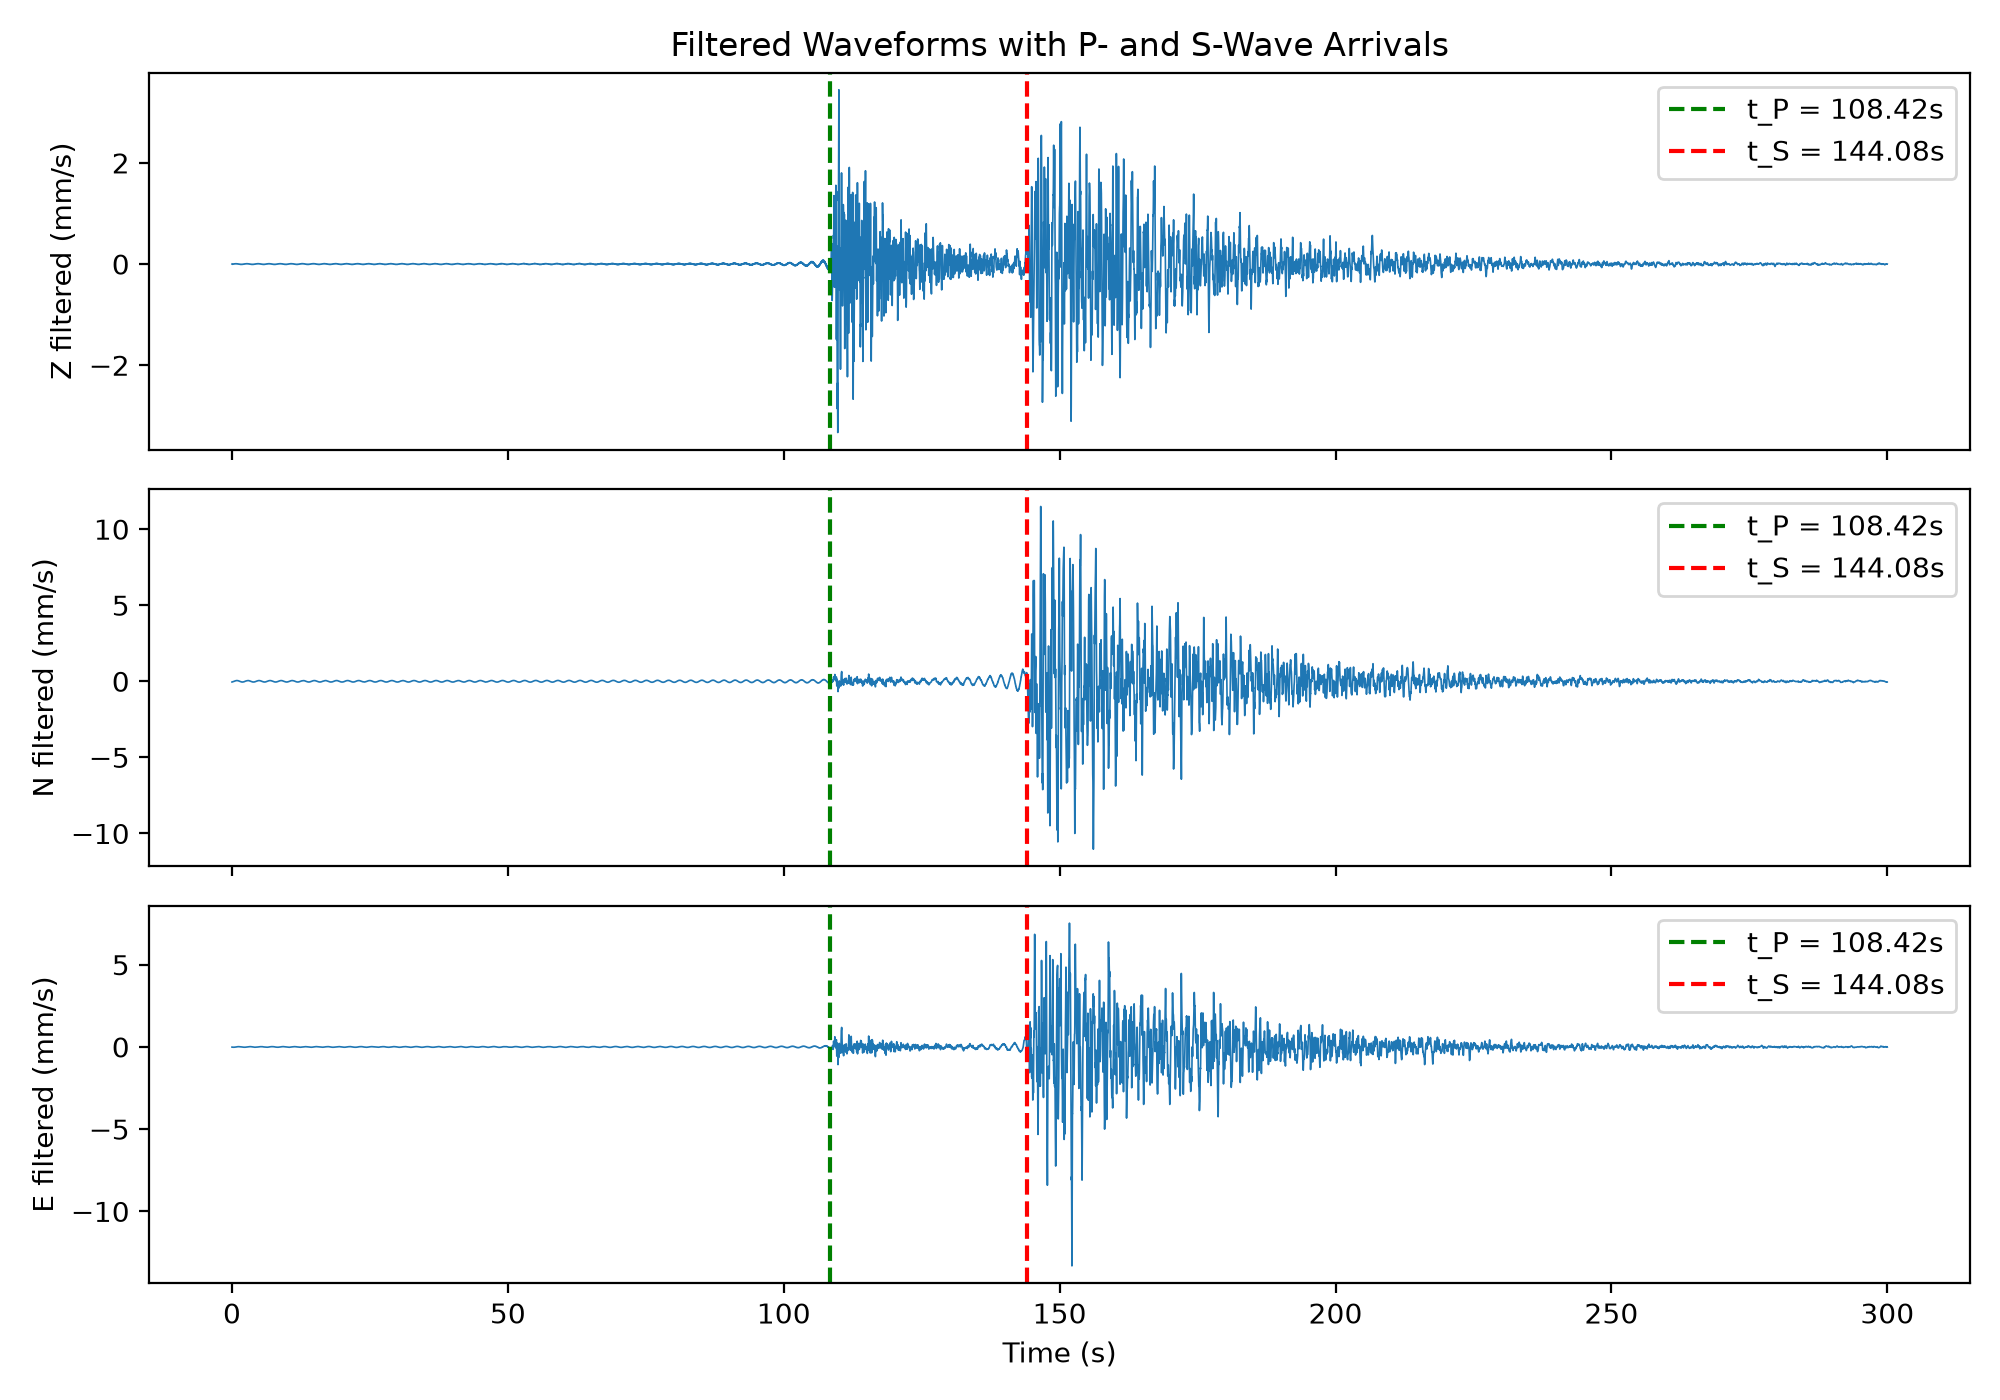 Filtered Waveforms with P- and S-Wave Arrivals
Z filtered (mm/s)
2
0
−2
t_P = 108.42s
t_S = 144.08s
N filtered (mm/s)
10
5
0
−5
−10
t_P = 108.42s
t_S = 144.08s
E filtered (mm/s)
5
0
−5
−10
t_P = 108.42s
t_S = 144.08s
0 50 100 150 200 250 300
Time (s)